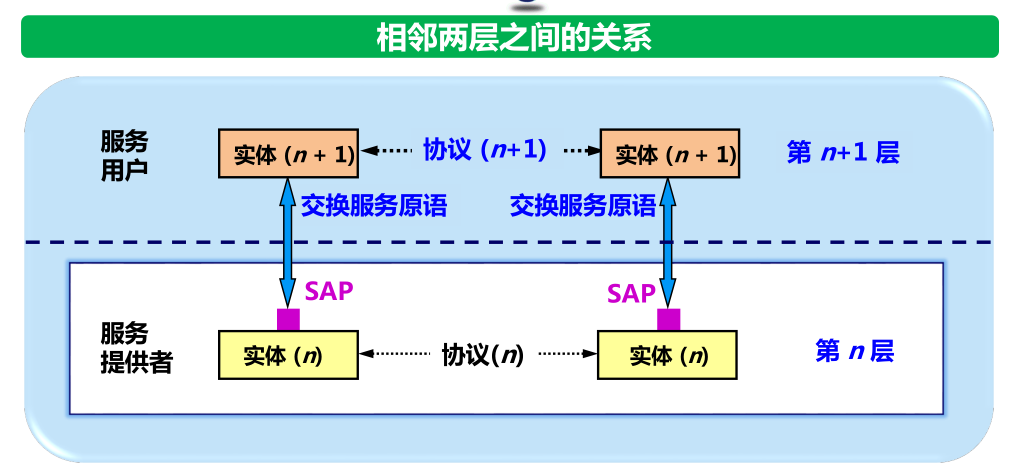 相邻两层之间的关系
服务
用户
实体 (n + 1)
协议 (n+1)
实体 (n + 1)
第 n+1 层
交换服务原语
交换服务原语
SAP
SAP
服务
提供者
实体 (n)
协议(n)
实体 (n)
第 n 层